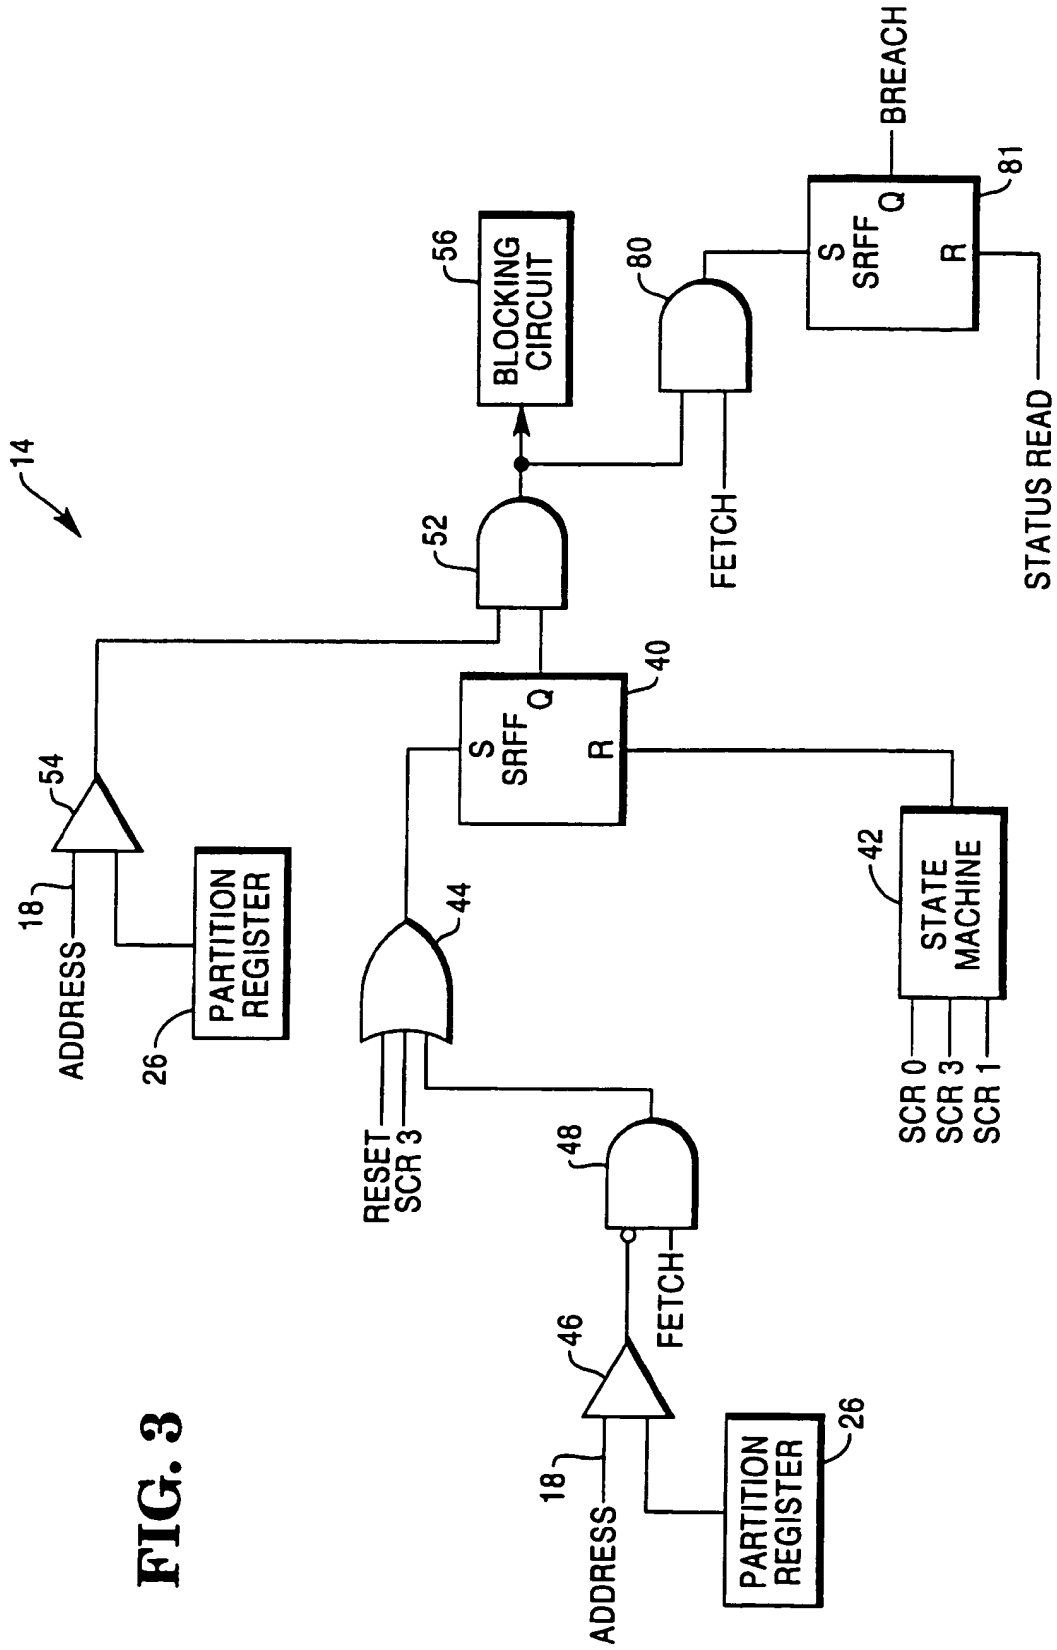 FIG. 3
14
ADDRESS
18
54
26
PARTITION
REGISTER
RESET
SCR 3
44
ADDRESS
18
46
PARTITION
REGISTER
26
FETCH
48
S
SRFF
Q
R
40
SCR 0
SCR 3
SCR 1
STATE
MACHINE
42
52
BLOCKING
CIRCUIT
56
FETCH
80
S
SRFF
Q
R
81
BREACH
STATUS READ